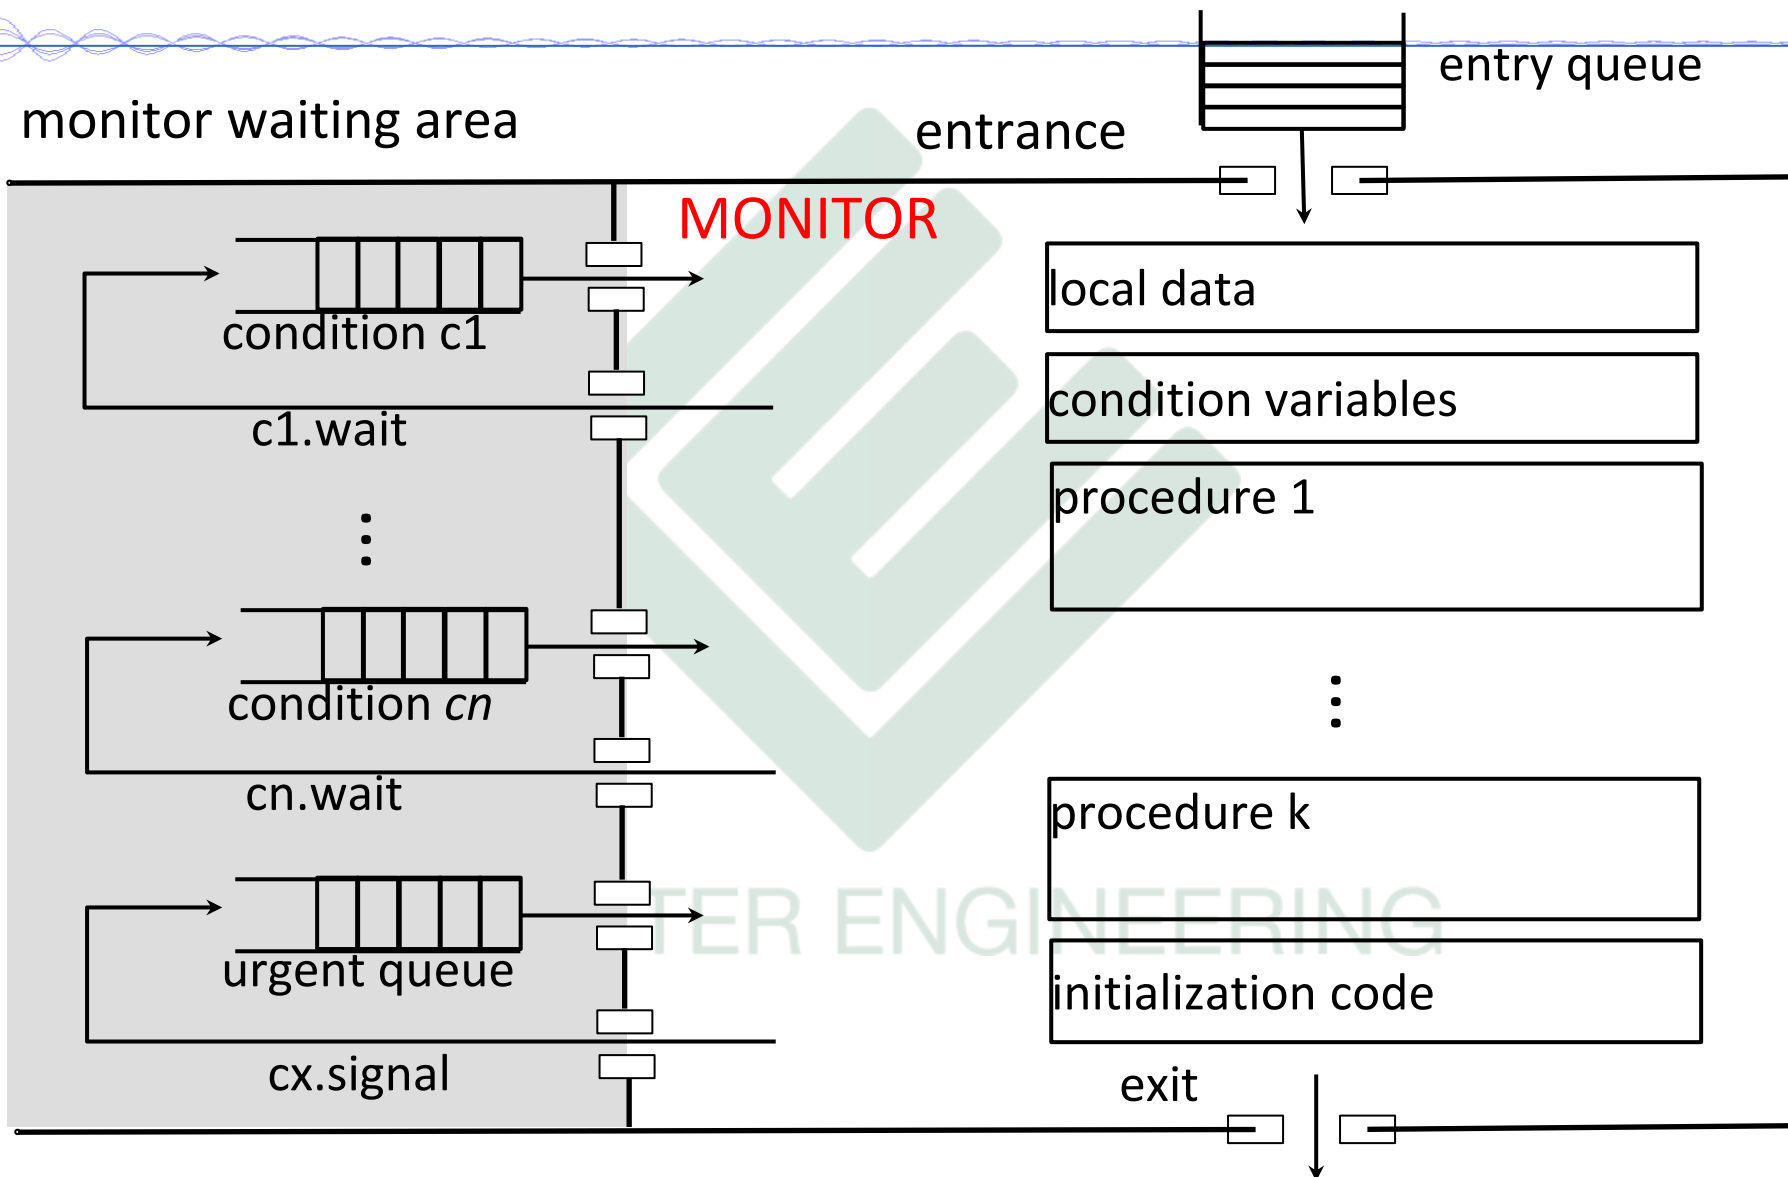 entry queue
monitor waiting area
entrance
MONITOR
local data
condition c1
condition variables
c1.wait
procedure 1
⋮
condition cn
⋮
cn.wait
procedure k
TER ENGINEERING
urgent queue
initialization code
cx.signal
exit